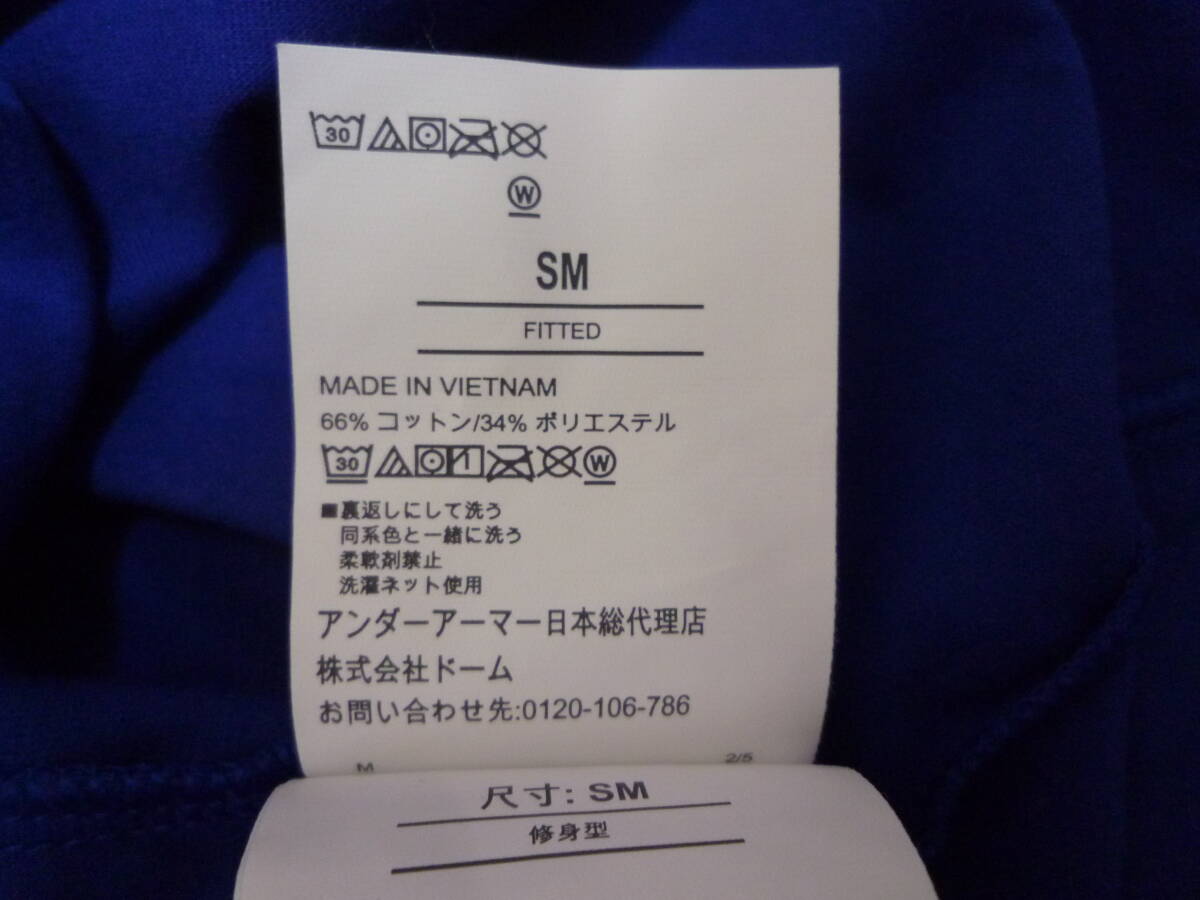 30
W
SM
FITTED
MADE IN VIETNAM
66% コットン/34% ポリエステル
30 W
■裏返しにして洗う
同系色と一緒に洗う
柔軟剤禁止
洗濯ネット使用
アンダーアーマー日本総代理店
株式会社ドーム
お問い合わせ先:0120-106-786
M 2/5
尺寸: SM
修身型